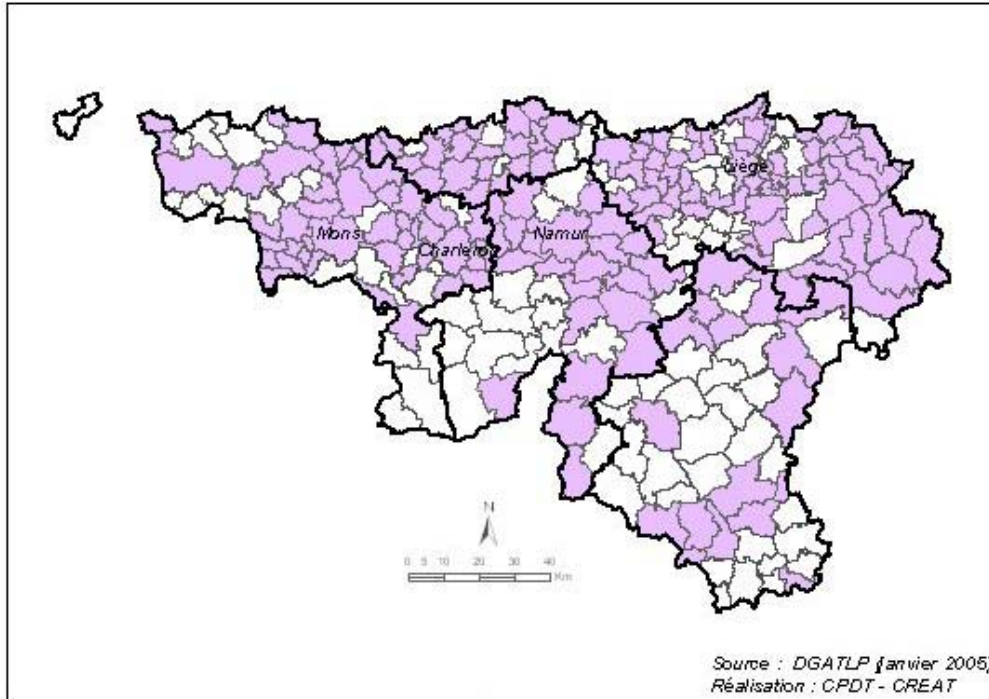 Liège
Mons
Charleroi
Namur
N
0 5 10 20 30 40
Km
Source : DGATLP (Janvier 2005)
Réalisation : CPDT - CREAT